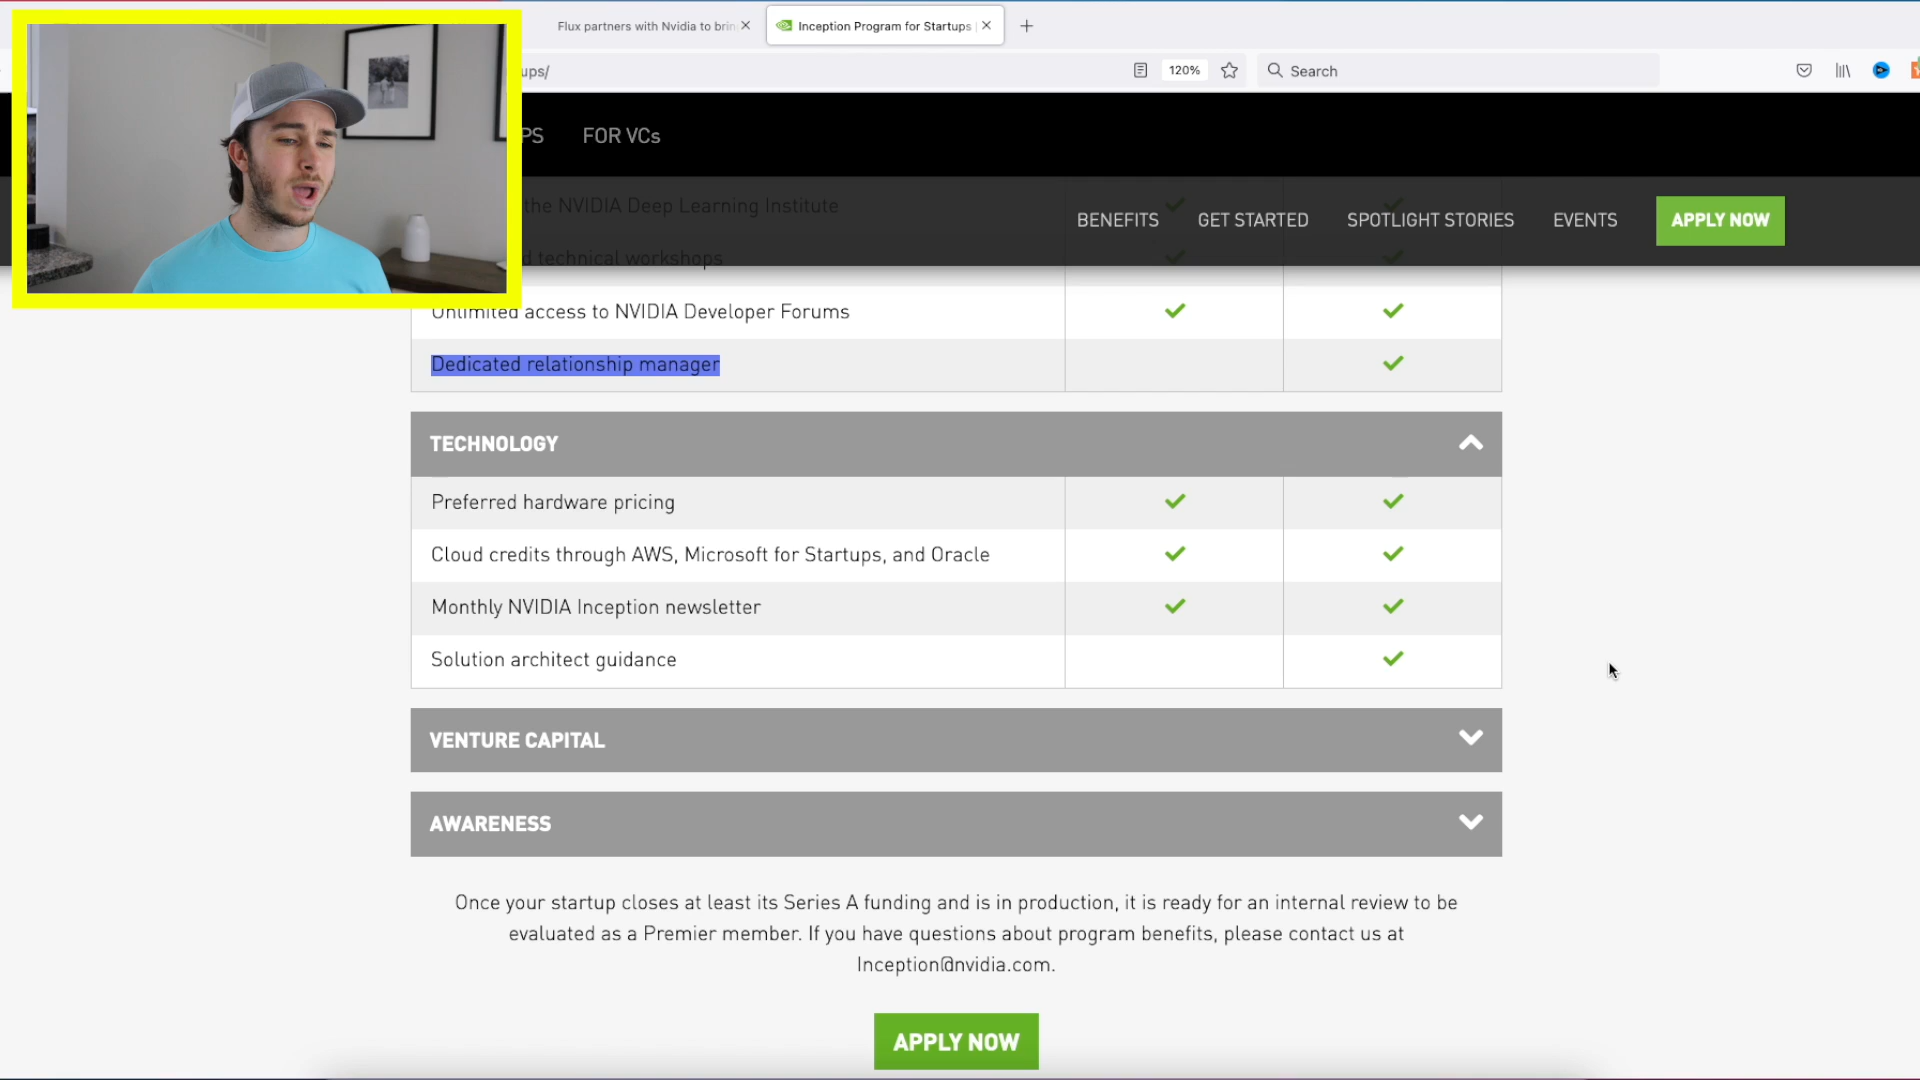 Flux partners with Nvidia to brin
Inception Program for Startups
ups/
120%
Search
PS
FOR VCs
BENEFITS
GET STARTED
SPOTLIGHT STORIES
EVENTS
APPLY NOW
the NVIDIA Deep Learning Institute
d technical workshops
Unlimited access to NVIDIA Developer Forums
Dedicated relationship manager
TECHNOLOGY
Preferred hardware pricing
Cloud credits through AWS, Microsoft for Startups, and Oracle
Monthly NVIDIA Inception newsletter
Solution architect guidance
VENTURE CAPITAL
AWARENESS
Once your startup closes at least its Series A funding and is in production, it is ready for an internal review to be
evaluated as a Premier member. If you have questions about program benefits, please contact us at
Inception@nvidia.com.
APPLY NOW